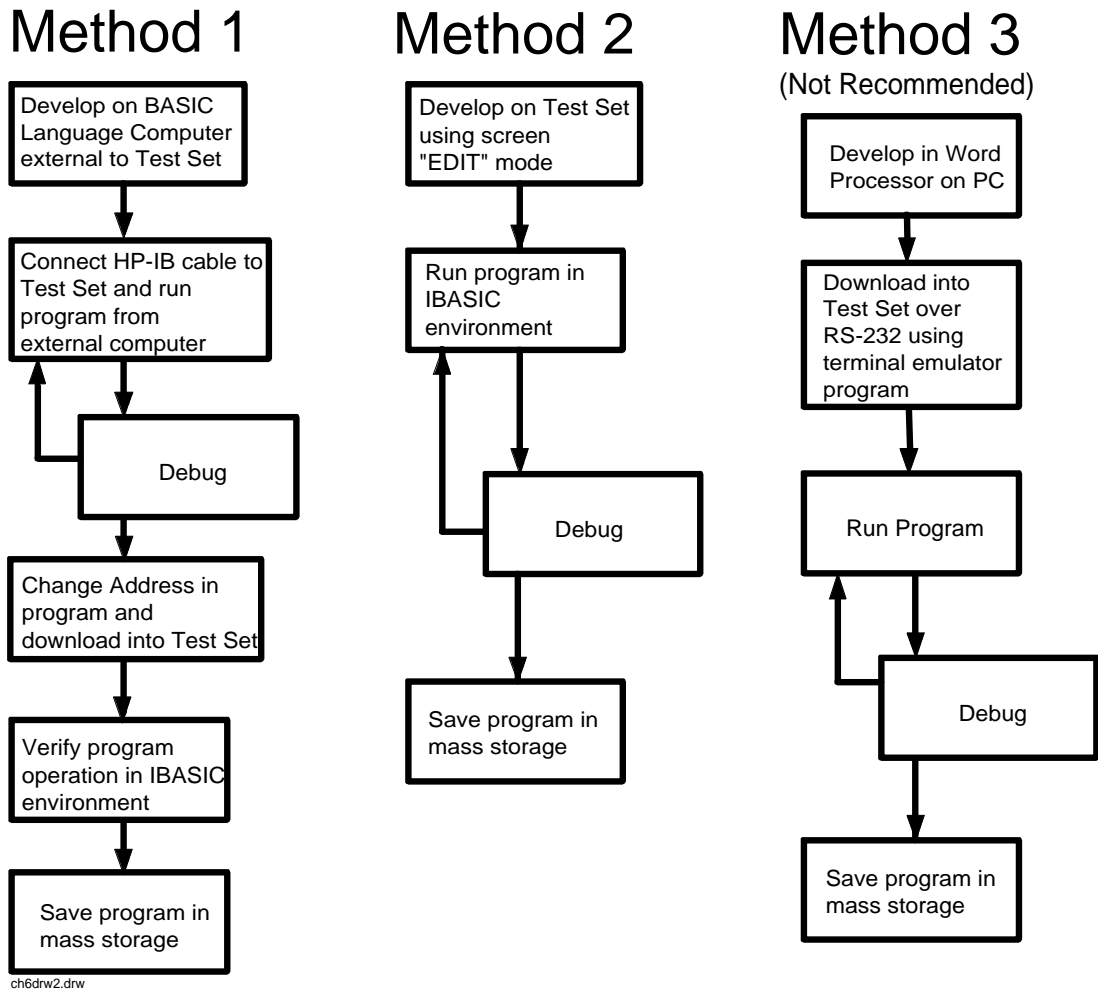 Method 1
Develop on BASIC
Language Computer
external to Test Set
Connect HP-IB cable to
Test Set and run
program from
external computer
Debug
Change Address in
program and
download into Test Set
Verify program
operation in IBASIC
environment
Save program in
mass storage
ch6drw2.drw
Method 2
Develop on Test Set
using screen
"EDIT" mode
Run program in
IBASIC
environment
Debug
Save program in
mass storage
Method 3
(Not Recommended)
Develop in Word
Processor on PC
Download into
Test Set over
RS-232 using
terminal emulator
program
Run Program
Debug
Save program in
mass storage